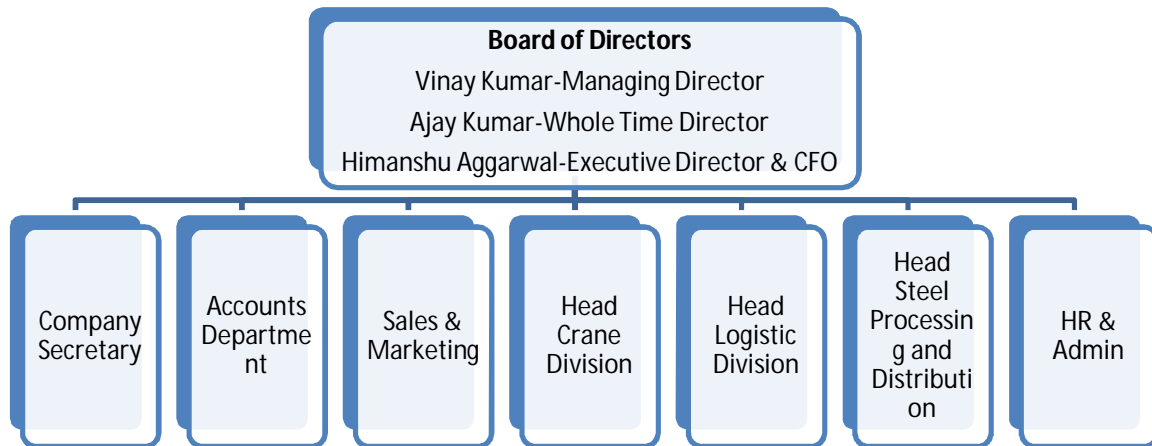 Board of Directors
Vinay Kumar-Managing Director
Ajay Kumar-Whole Time Director
Himanshu Aggarwal-Executive Director & CFO
Company
Secretary
Accounts
Departme
nt
Sales &
Marketing
Head
Crane
Division
Head
Logistic
Division
Head
Steel
Processin
g and
Distributi
on
HR &
Admin